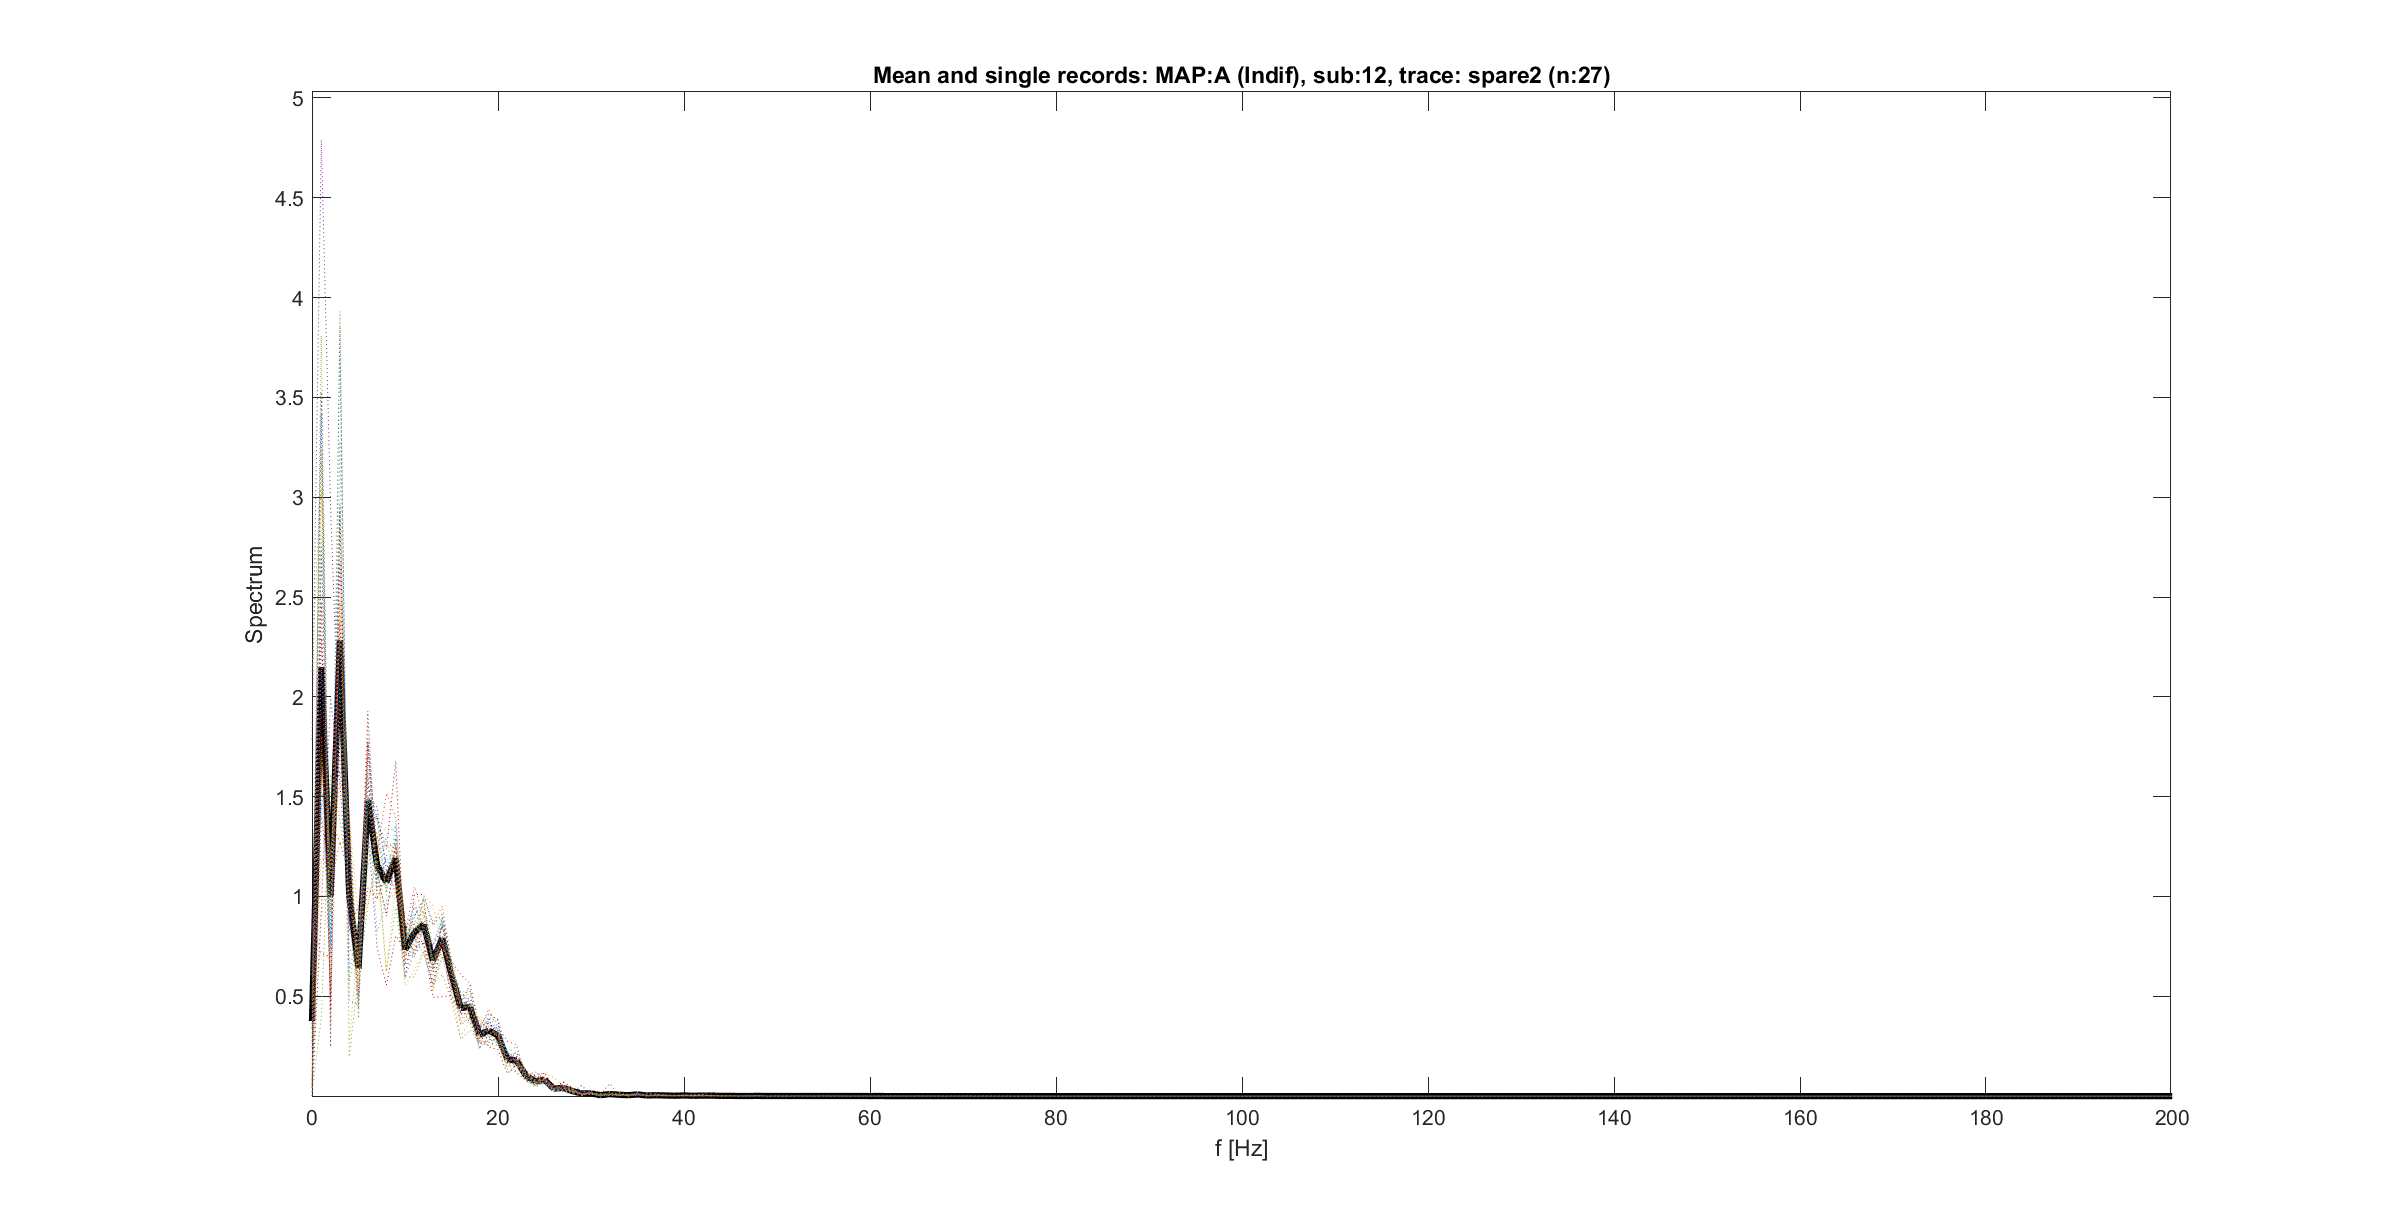 Mean and single records: MAP:A (Indif), sub:12, trace: spare2 (n:27)
5
4.5
4
3.5
3
2.5
2
1.5
1
0.5
Spectrum
0 20 40 60 80 100 120 140 160 180 200
f [Hz]